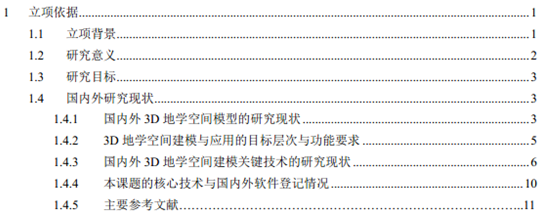 1 立项依据........................................................................1
1.1 立项背景........................................................................1
1.2 研究意义........................................................................2
1.3 研究目标........................................................................3
1.4 国内外研究现状........................................................................3
1.4.1 国内外 3D 地学空间模型的研究现状........................................................................3
1.4.2 3D 地学空间建模与应用的目标层次与功能要求........................................................................5
1.4.3 国内外 3D 地学空间建模关键技术的研究现状........................................................................6
1.4.4 本课题的核心技术与国内外软件登记情况........................................................................10
1.4.5 主要参考文献……………………………………………………………...11